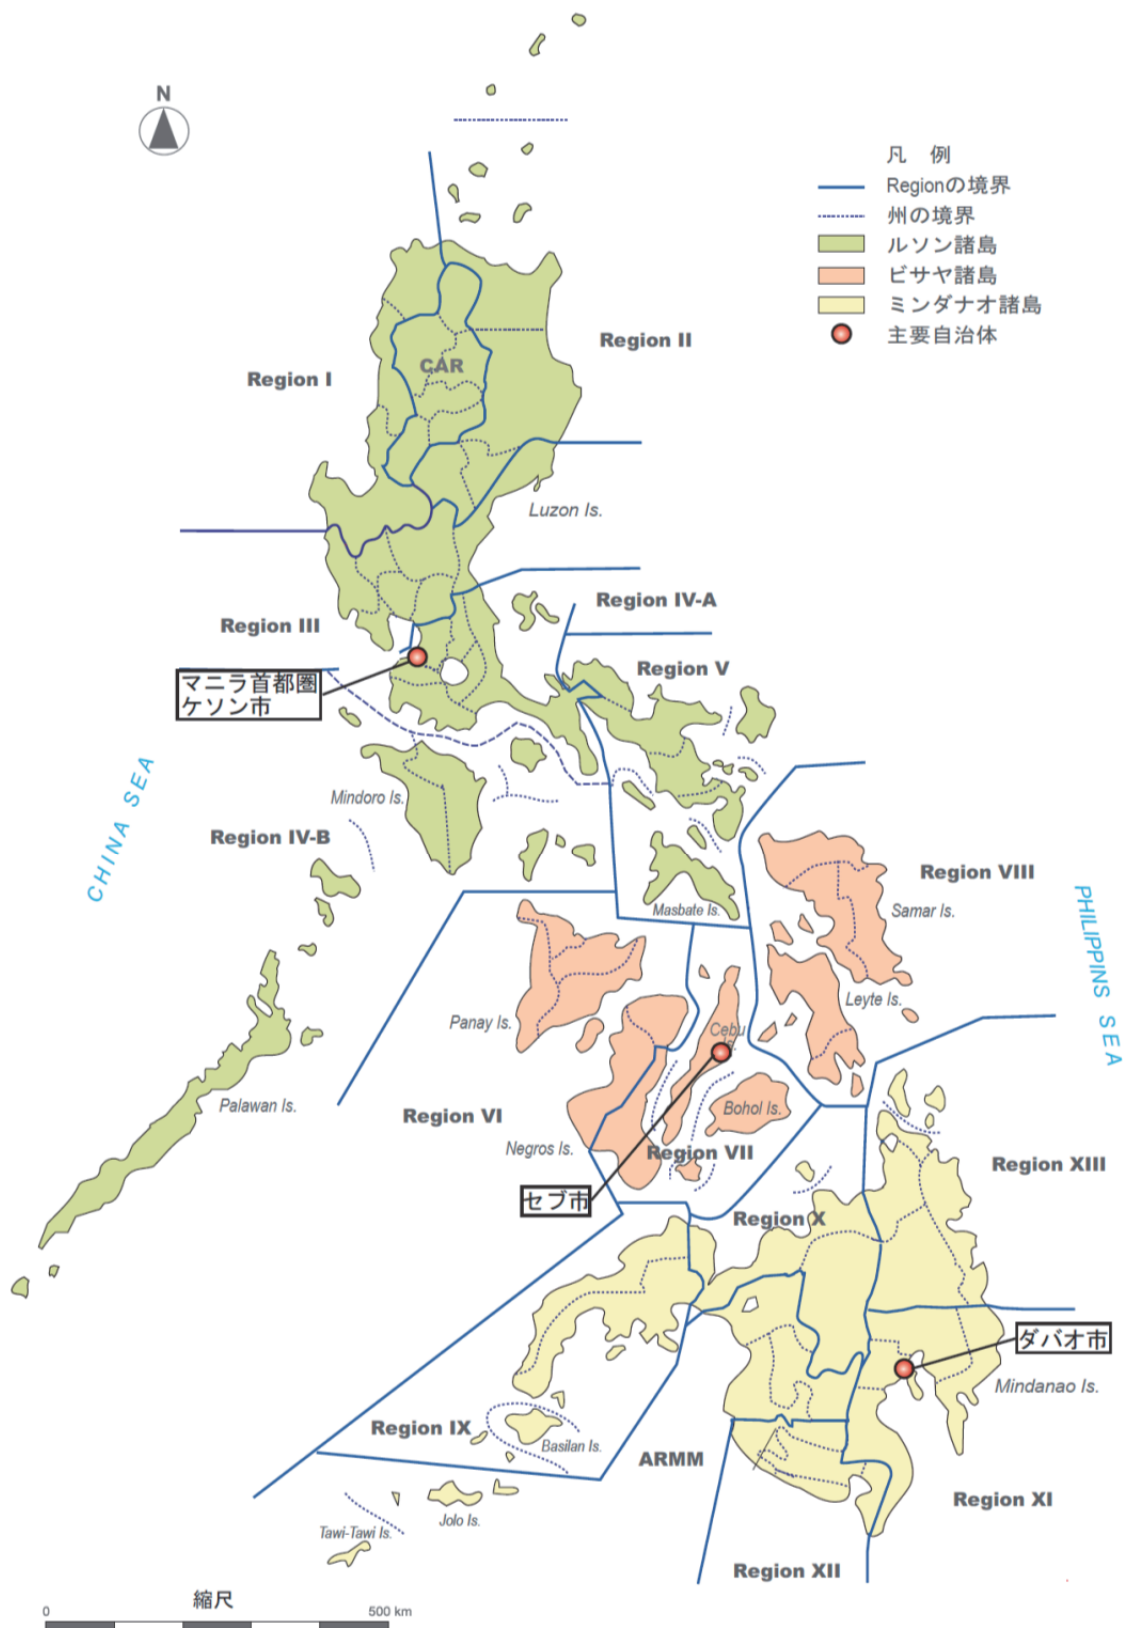 N
凡 例
Regionの境界
州の境界
ルソン諸島
ビサヤ諸島
ミンダナオ諸島
主要自治体
Region II
CAR
Region I
Luzon Is.
Region IV-A
Region III
Region V
マニラ首都圏
ケソン市
CHINA SEA
Mindoro Is.
Region IV-B
Region VIII
Masbate Is.
Samar Is.
PHILIPPINS SEA
Leyte Is.
Panay Is.
Cebu
Is.
Palawan Is.
Region VI
Bohol Is.
Negros Is.
Region VII
Region XIII
セブ市
Region X
ダバオ市
Mindanao Is.
Region IX
Basilan Is.
ARMM
Region XI
Jolo Is.
Tawi-Tawi Is.
Region XII
縮尺
0
500 km